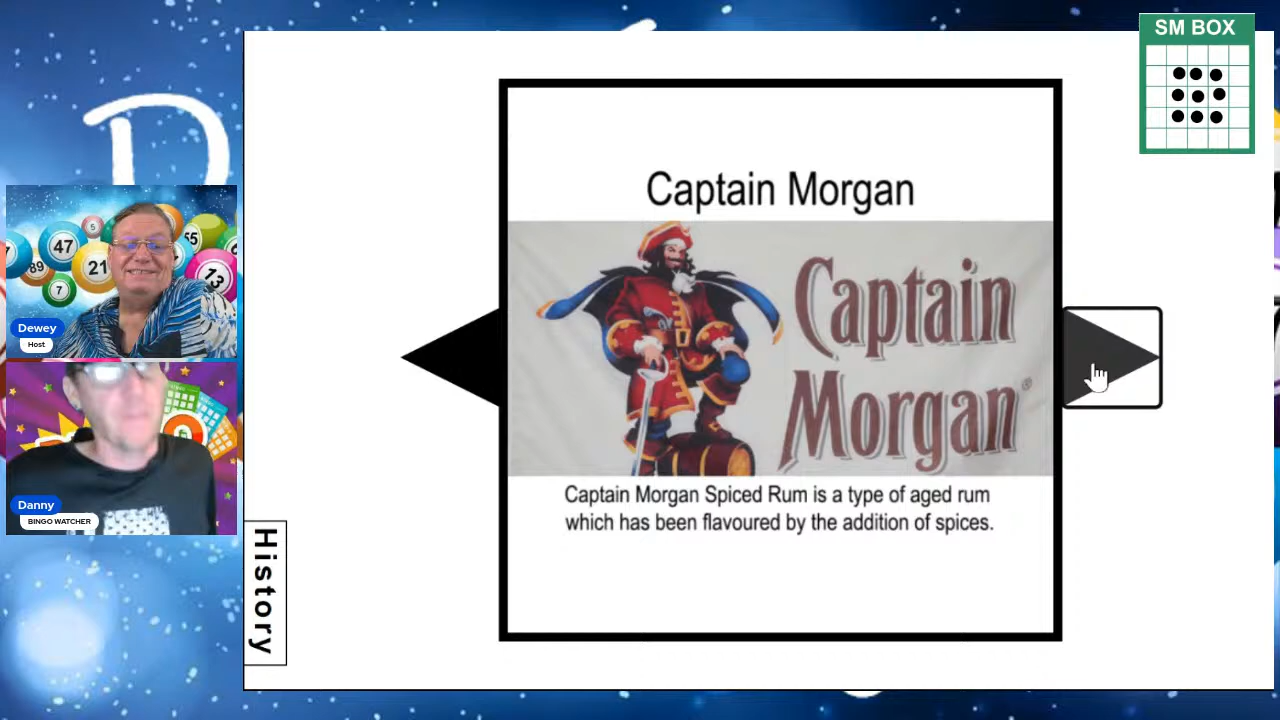 SM BOX
D
Captain Morgan
Captain
Morgan®
Captain Morgan Spiced Rum is a type of aged rum
which has been flavoured by the addition of spices.
History
47
5
55
89
21
7
13
Dewey
Host
Danny
BINGO WATCHER